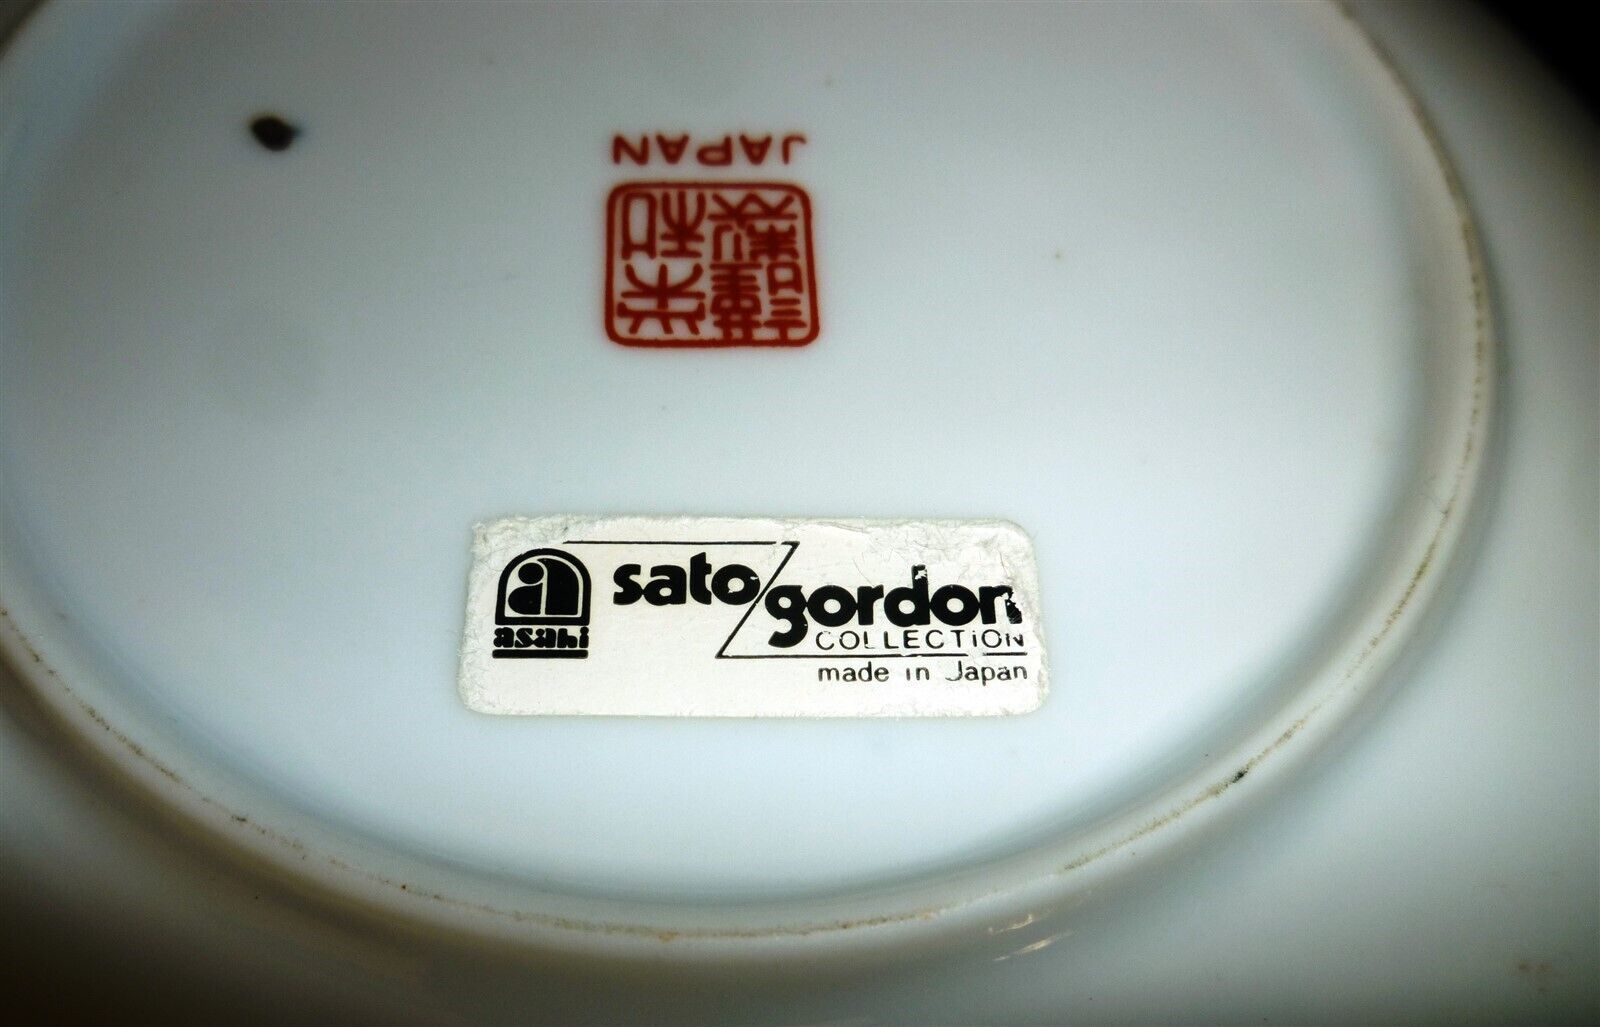 JAPAN
asahi
sato/gordon
COLLECTION
made in Japan